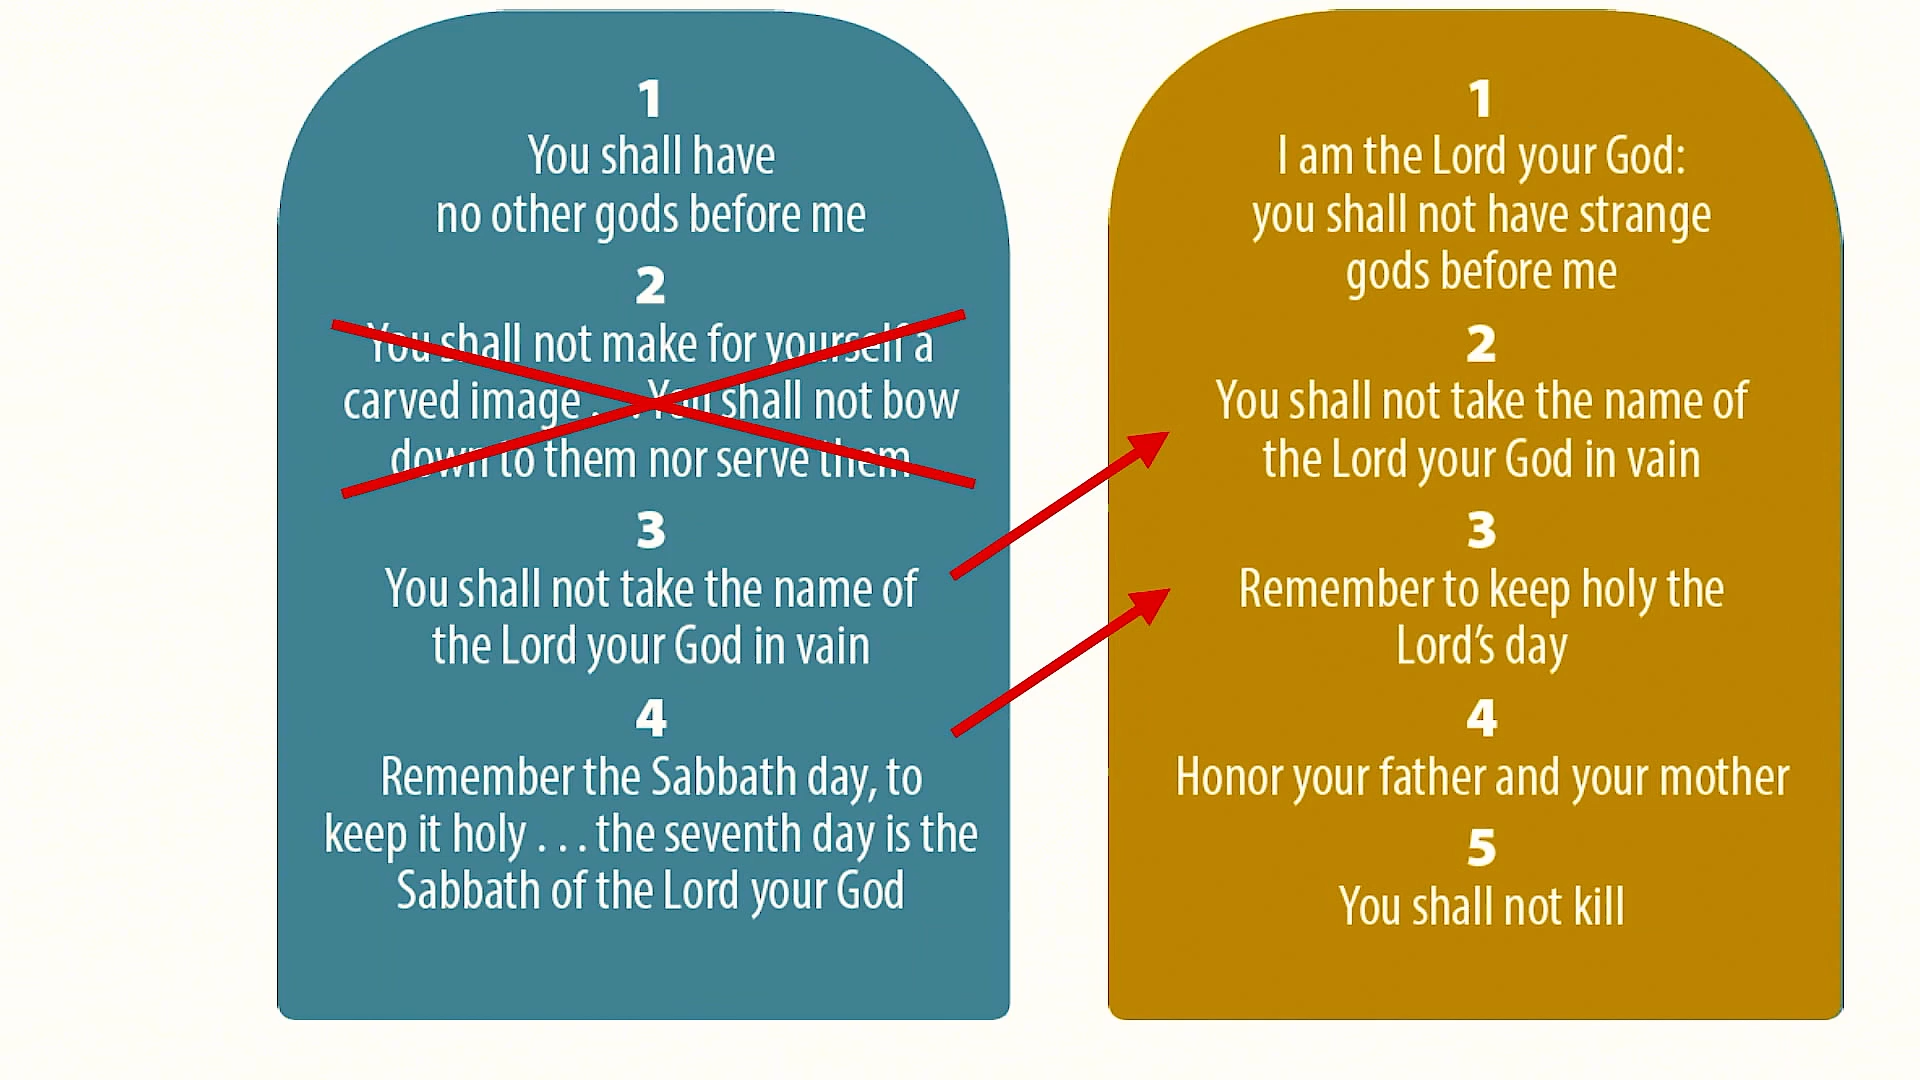 1
You shall have
no other gods before me
2
You shall not make for yourself a
carved image . . . You shall not bow
down to them nor serve them
3
You shall not take the name of
the Lord your God in vain
4
Remember the Sabbath day, to
keep it holy . . . the seventh day is the
Sabbath of the Lord your God
1
I am the Lord your God:
you shall not have strange
gods before me
2
You shall not take the name of
the Lord your God in vain
3
Remember to keep holy the
Lord’s day
4
Honor your father and your mother
5
You shall not kill